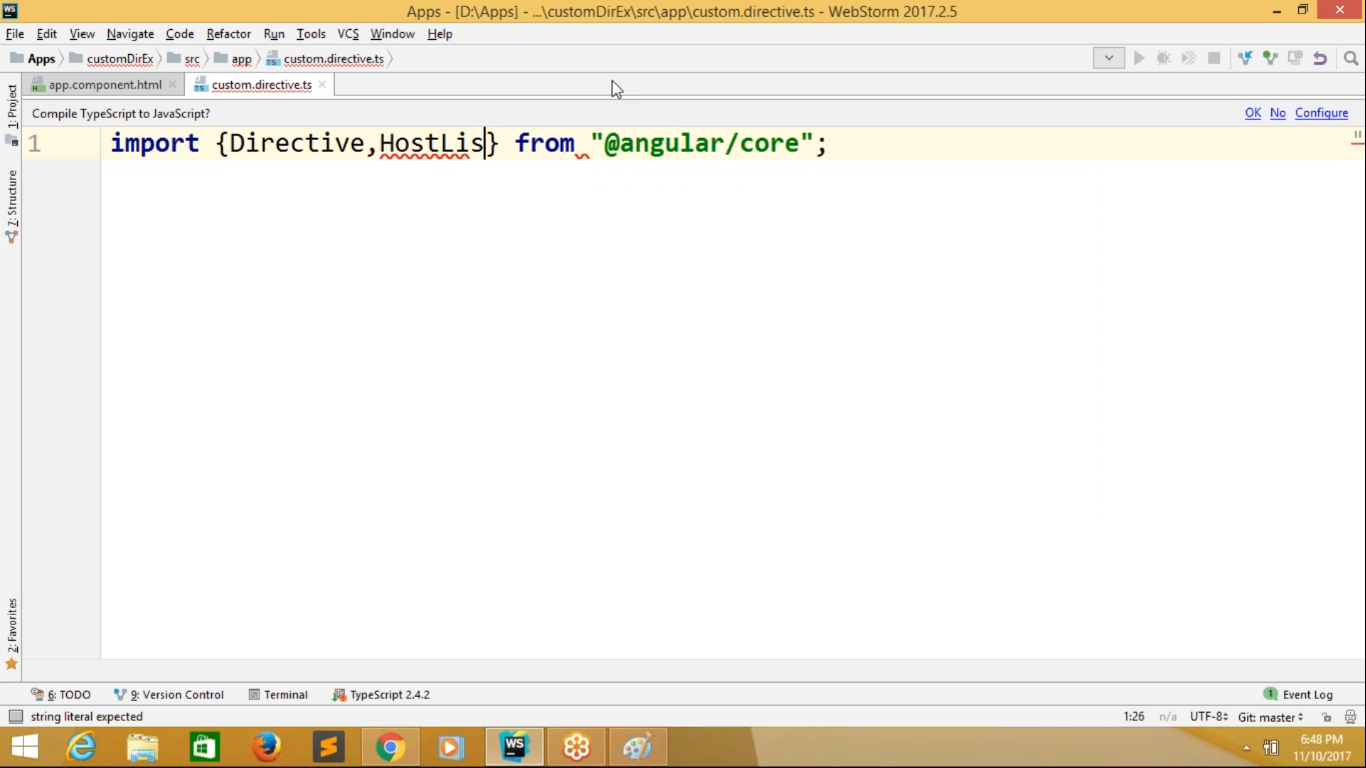 WS
Apps - [D:\Apps] - ...\customDirEx\src\app\custom.directive.ts - WebStorm 2017.2.5
File Edit View Navigate Code Refactor Run Tools VCS Window Help
Apps customDirEx src app custom.directive.ts
app.component.html custom.directive.ts
Compile TypeScript to JavaScript? OK No Configure
1 import {Directive,HostLis} from "@angular/core";
1: Project
7: Structure
2: Favorites
6: TODO 9: Version Control Terminal TypeScript 2.4.2 1 Event Log
string literal expected 1:26 n/a UTF-8 Git: master
WS 6:48 PM
11/10/2017